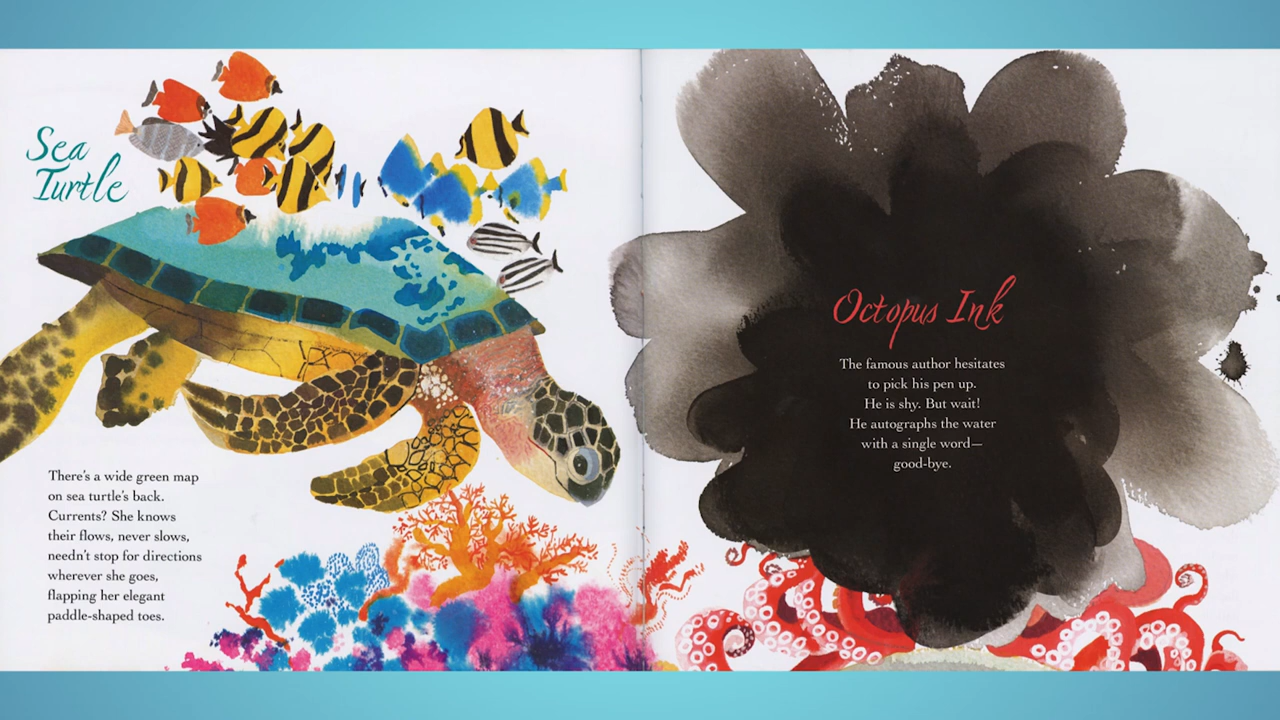 Sea
Turtle
There's a wide green map
on sea turtle's back.
Currents? She knows
their flows, never slows,
needn't stop for directions
wherever she goes,
flapping her elegant
paddle-shaped toes.
Octopus Ink
The famous author hesitates
to pick his pen up.
He is shy. But wait!
He autographs the water
with a single word—
good-bye.